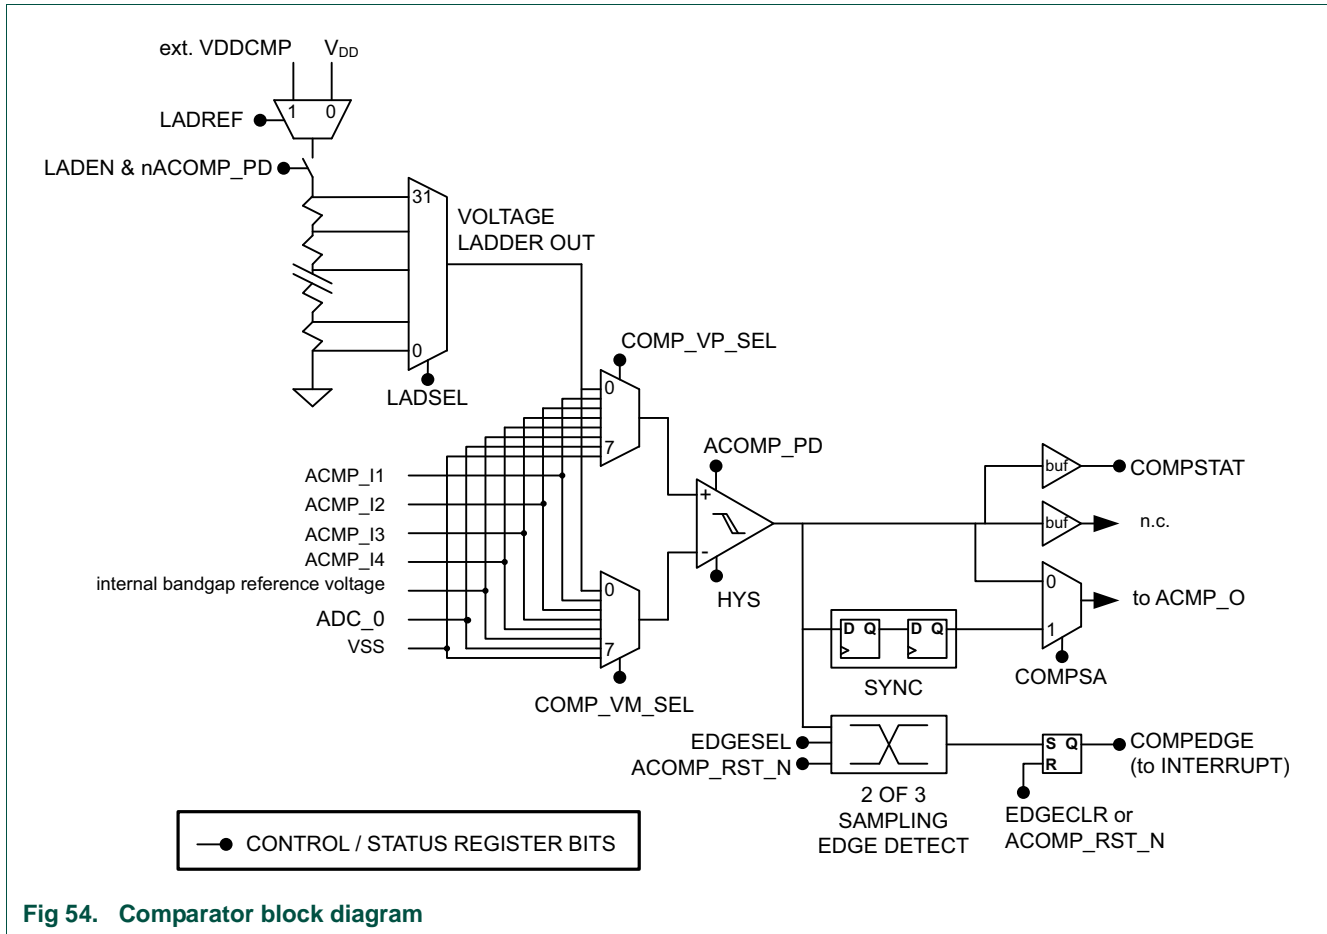 ext. VDDCMP VDD
1 0
LADREF
LADEN & nACOMP_PD
31
VOLTAGE
LADDER OUT
0
LADSEL
COMP_VP_SEL
0
7
ACOMP_PD
ACMP_I1
ACMP_I2
ACMP_I3
ACMP_I4
internal bandgap reference voltage
ADC_0
VSS
+
-
HYS
0
7
COMP_VM_SEL
buf
COMPSTAT
buf
n.c.
0
1
to ACMP_O
COMPSA
D Q
D Q
SYNC
EDGESEL
ACOMP_RST_N
2 OF 3
SAMPLING
EDGE DETECT
S Q
R
COMPEDGE
(to INTERRUPT)
EDGECLR or
ACOMP_RST_N
CONTROL / STATUS REGISTER BITS
Fig 54. Comparator block diagram